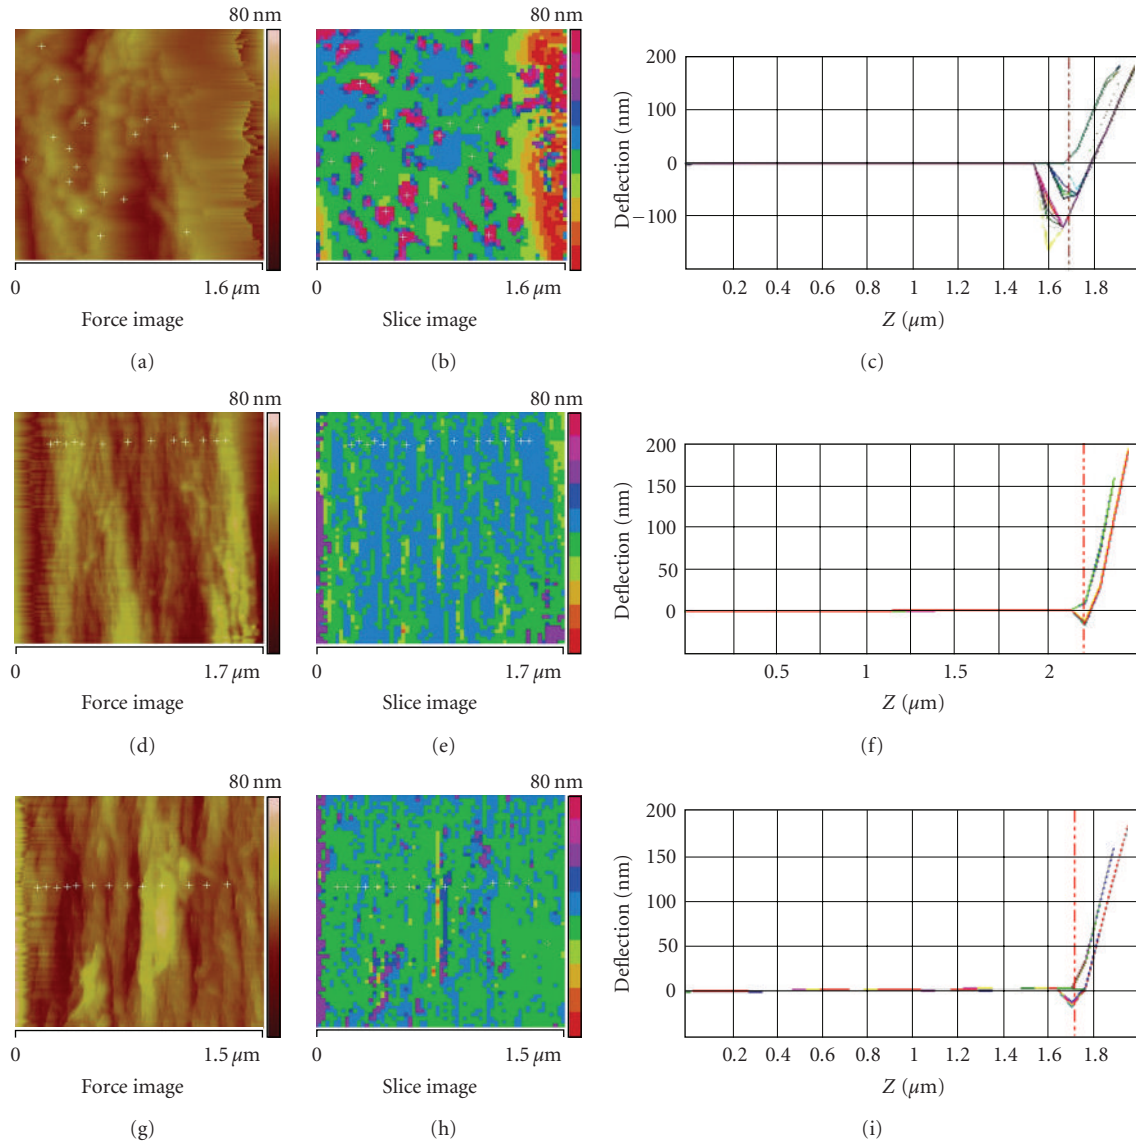 80 nm
0
1.6 µm
Force image
(a)
80 nm
0
1.6 µm
Slice image
(b)
200
100
0
−100
Deflection (nm)
0.2 0.4 0.6 0.8 1 1.2 1.4 1.6 1.8
Z (µm)
(c)
80 nm
0
1.7 µm
Force image
(d)
80 nm
0
1.7 µm
Slice image
(e)
200
150
100
50
0
Deflection (nm)
0.5 1 1.5 2
Z (µm)
(f)
80 nm
0
1.5 µm
Force image
(g)
80 nm
0
1.5 µm
Slice image
(h)
200
150
100
50
0
Deflection (nm)
0.2 0.4 0.6 0.8 1 1.2 1.4 1.6 1.8
Z (µm)
(i)